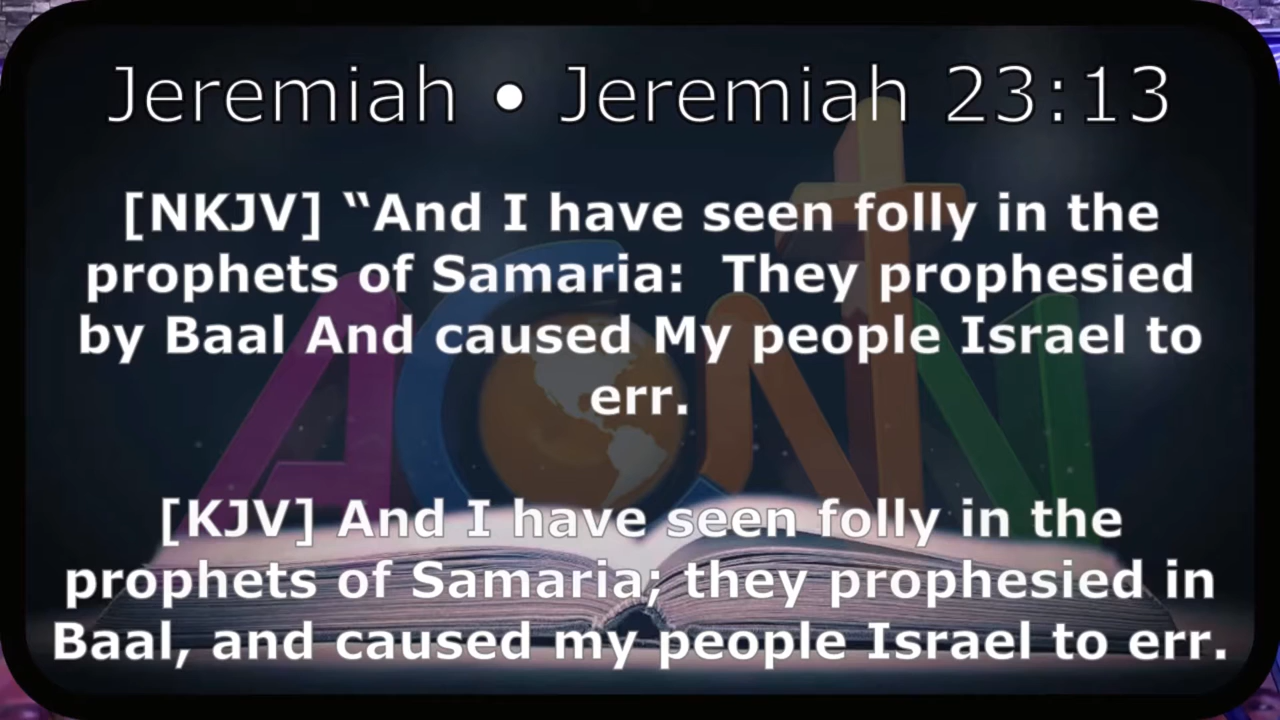 Jeremiah • Jeremiah 23:13
[NKJV] “And I have seen folly in the
prophets of Samaria:  They prophesied
by Baal And caused My people Israel to
err.
[KJV] And I have seen folly in the
prophets of Samaria; they prophesied in
Baal, and caused my people Israel to err.